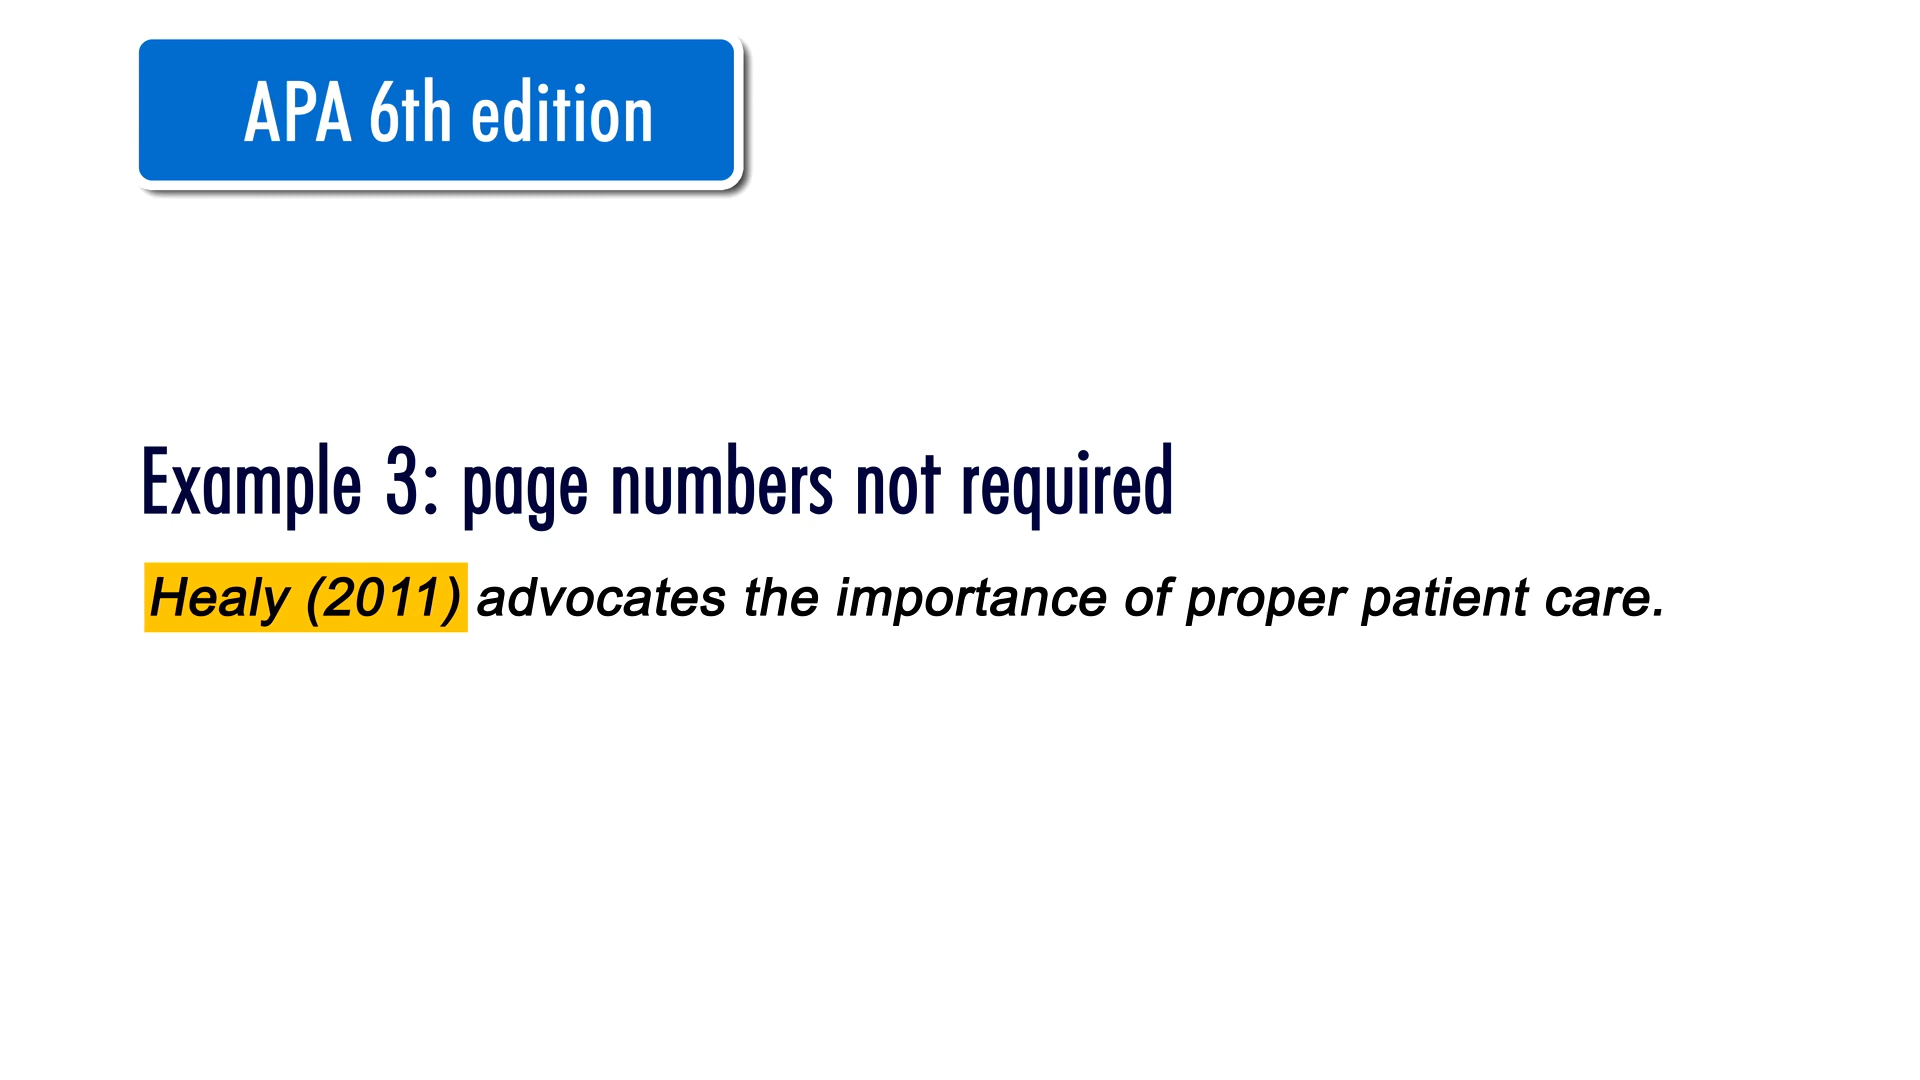 APA 6th edition
Example 3: page numbers not required
Healy (2011) advocates the importance of proper patient care.